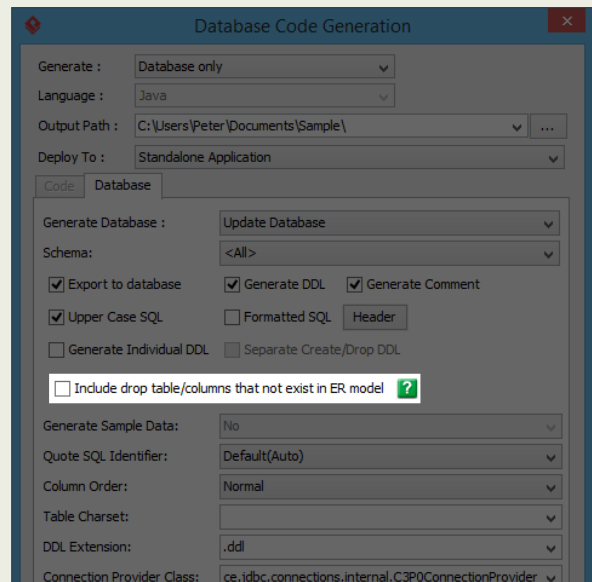 Database Code Generation
Generate : Database only
Language : Java
Output Path : C:\Users\Peter\Documents\Sample\ ...
Deploy To : Standalone Application
Code Database
Generate Database : Update Database
Schema: <All>
Export to database Generate DDL Generate Comment
Upper Case SQL Formatted SQL Header
Generate Individual DDL Separate Create/Drop DDL
Include drop table/columns that not exist in ER model ?
Generate Sample Data: No
Quote SQL Identifier: Default(Auto)
Column Order: Normal
Table Charset:
DDL Extension: .ddl
Connection Provider Class: ce.jdbc.connections.internal.C3P0ConnectionProvider